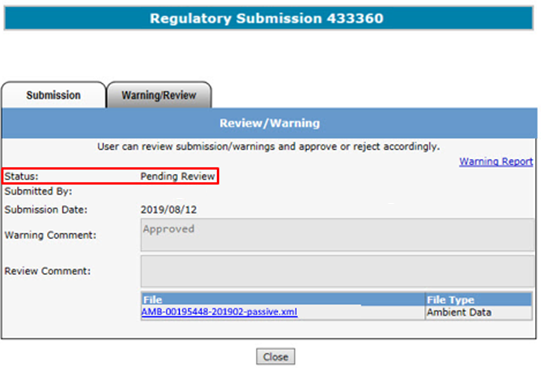 Regulatory Submission 433360
Submission Warning/Review
Review/Warning
User can review submission/warnings and approve or reject accordingly.
Warning Report
Status: Pending Review
Submitted By:
Submission Date: 2019/08/12
Warning Comment: Approved
Review Comment:
File File Type
AMB-00195448-201902-passive.xml Ambient Data
Close